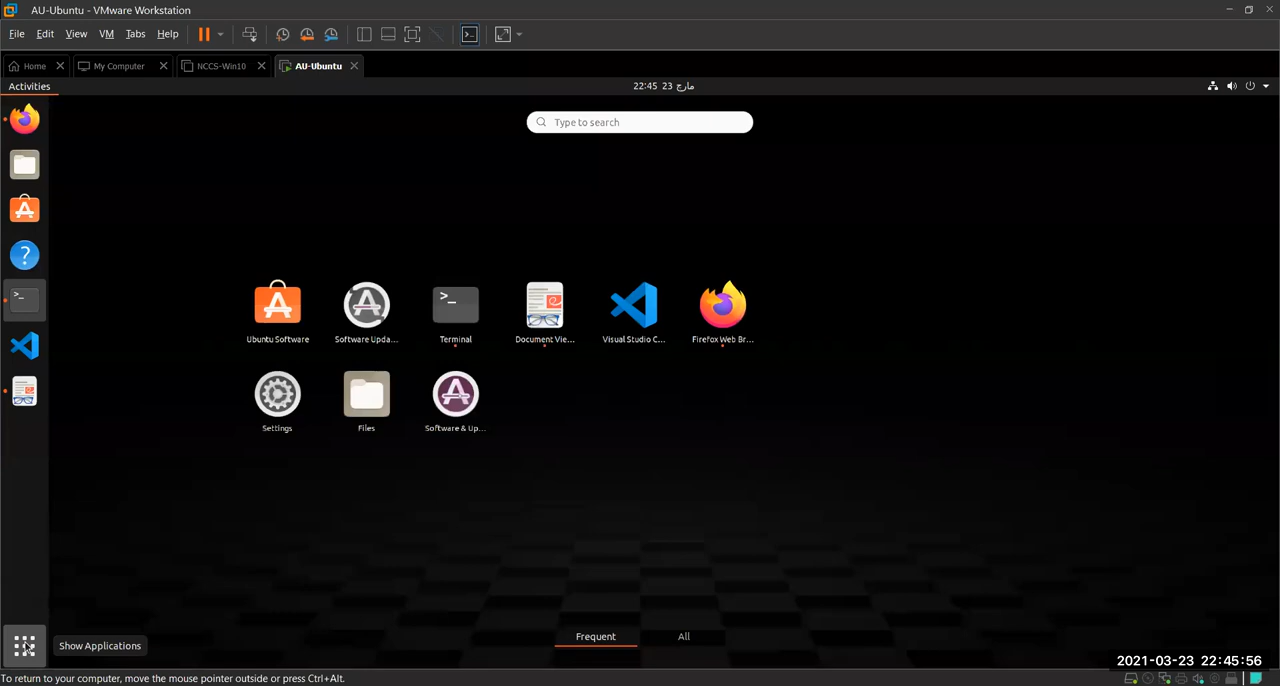 AU-Ubuntu - VMware Workstation
File Edit View VM Tabs Help
Home My Computer NCCS-Win10 AU-Ubuntu
Activities
22:45 23 مارچ
Type to search
Ubuntu Software Software Upda... Terminal Document Vie... Visual Studio C... Firefox Web Br...
Settings Files Software & Up...
Show Applications
Frequent All
2021-03-23 22:45:56
To return to your computer, move the mouse pointer outside or press Ctrl+Alt.